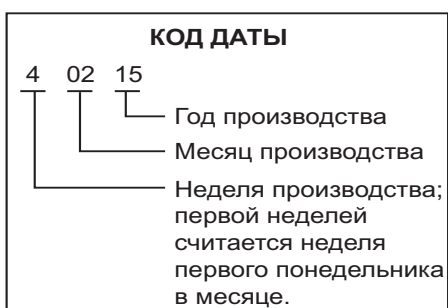 КОД ДАТЫ
4 02 15
Год производства
Месяц производства
Неделя производства;
первой неделей
считается неделя
первого понедельника
в месяце.